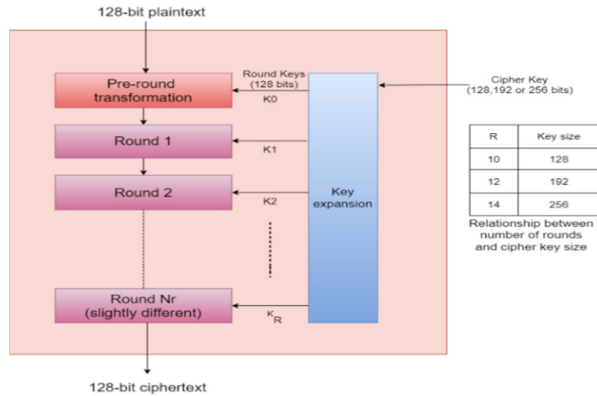 128-bit plaintext
Pre-round
transformation
Round Keys
(128 bits)
K0
Cipher Key
(128,192 or 256 bits)
Round 1
K1
Round 2
K2
Key
expansion
R Key size
10 128
12 192
14 256
Relationship between
number of rounds
and cipher key size
Round Nr
(slightly different)
K R
128-bit ciphertext